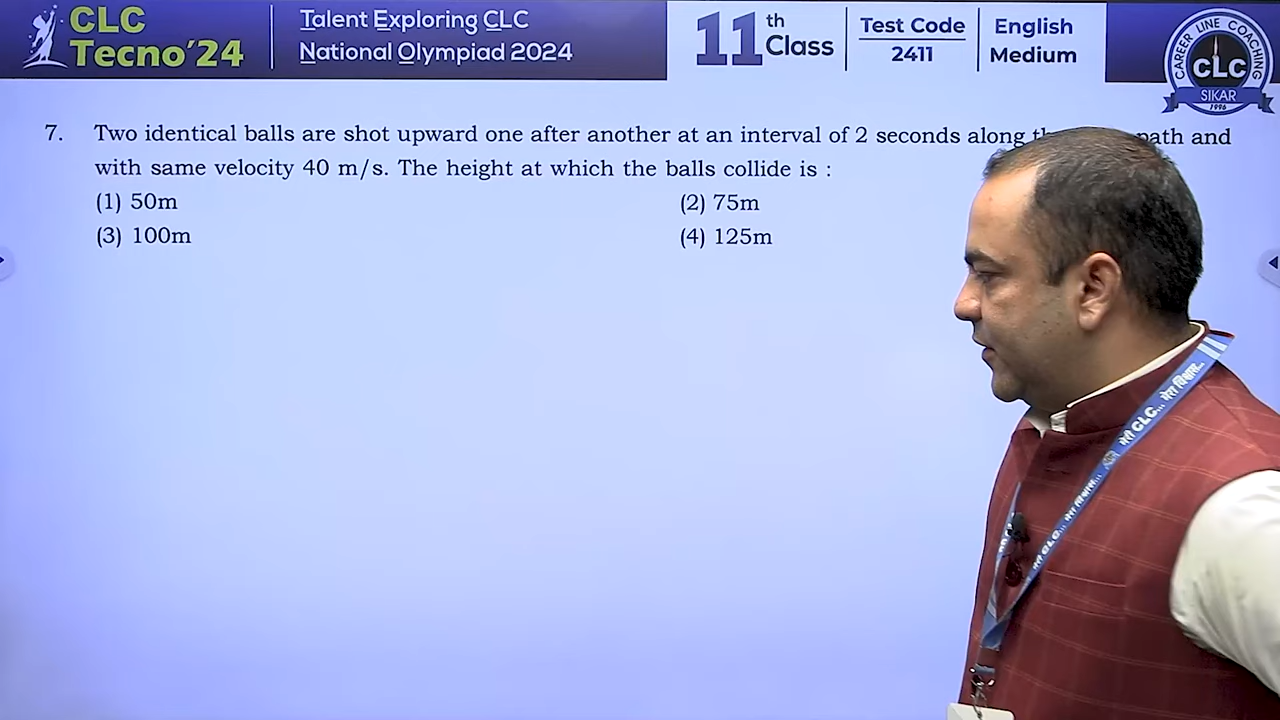 CLC
Tecno'24
Talent Exploring CLC
National Olympiad 2024
11th Class
Test Code
2411
English
Medium
CAREER LINE COACHING
CLC
SIKAR
1996
7. Two identical balls are shot upward one after another at an interval of 2 seconds along path and
with same velocity 40 m/s. The height at which the balls collide is :
(1) 50m (2) 75m
(3) 100m (4) 125m
मेरी CLC... मेरा विश्वास...